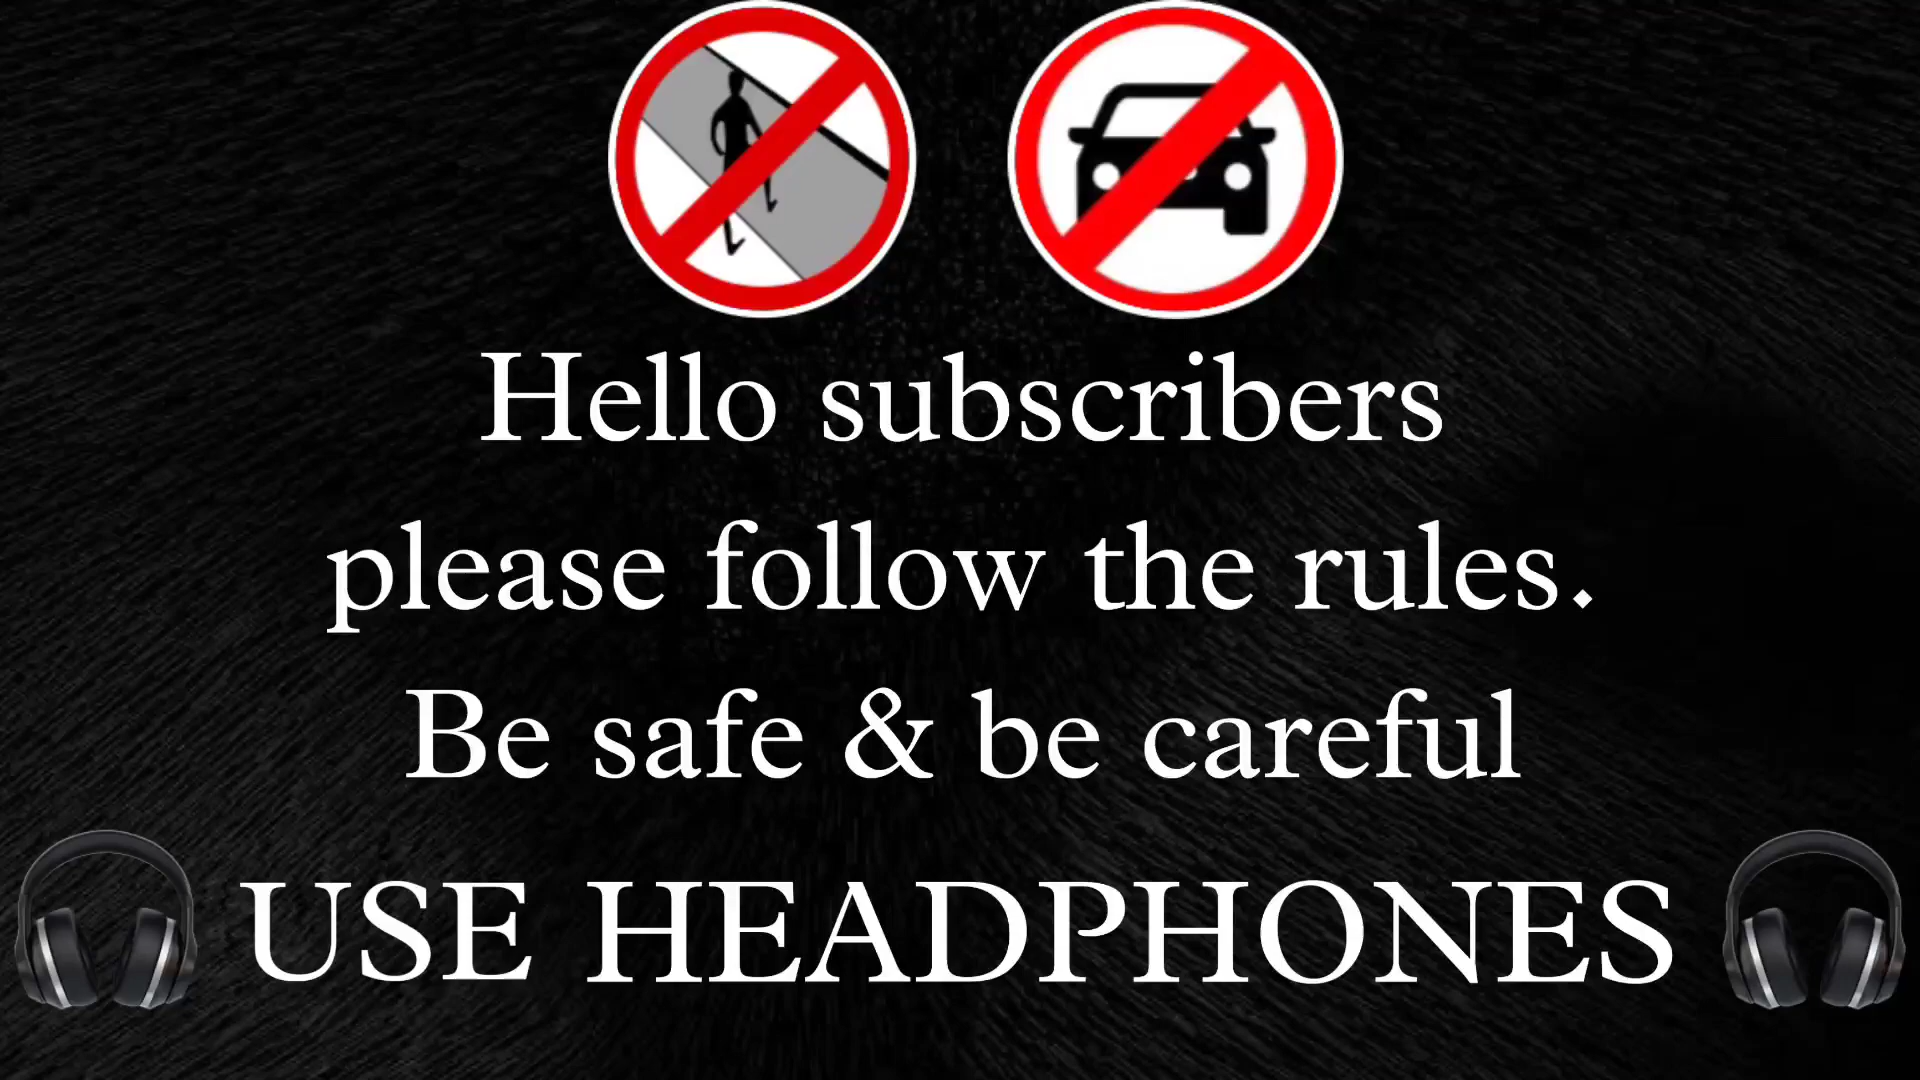 Hello subscribers
please follow the rules.
Be safe & be careful
USE HEADPHONES